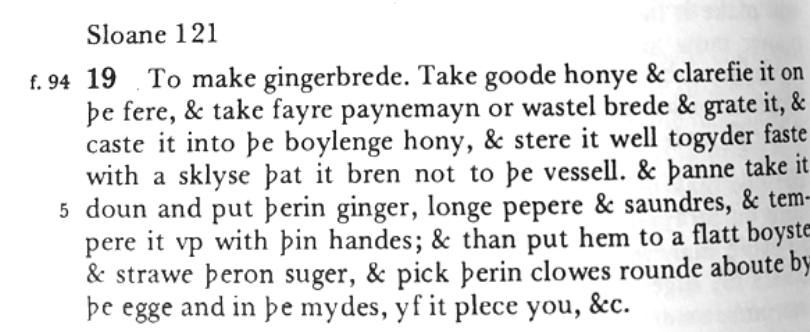 Sloane 121
f. 94 19 To make gingerbrede. Take goode honye & clarefie it on
þe fere, & take fayre paynemayn or wastel brede & grate it, &
caste it into þe boylenge hony, & stere it well togyder faste
with a sklyse þat it bren not to þe vessell. & þanne take it
5 doun and put þerin ginger, longe pepere & saundres, & tem-
pere it vp with þin handes; & than put hem to a flatt boyste
& strawe þeron suger, & pick þerin clowes rounde aboute by
þe egge and in þe mydes, yf it plece you, &c.